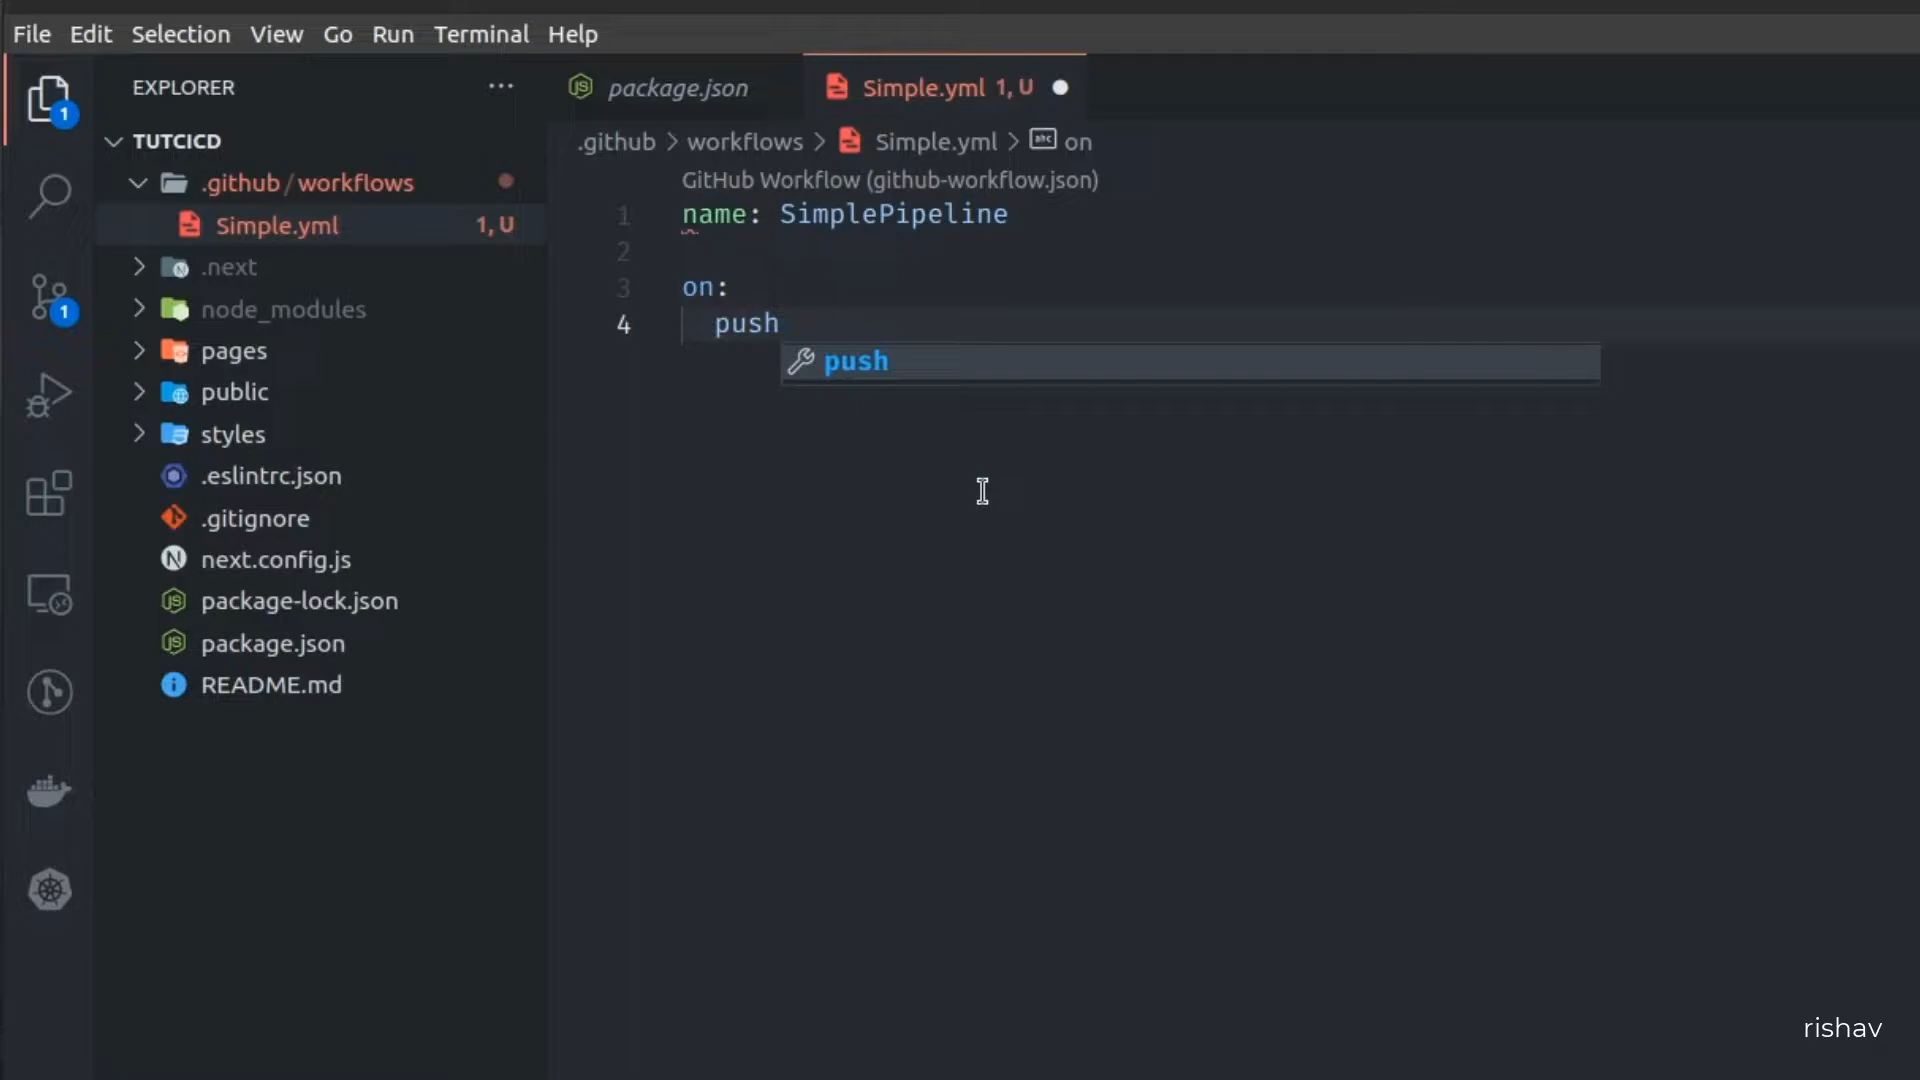 File Edit Selection View Go Run Terminal Help
EXPLORER ...
TUTCICD
.github / workflows
Simple.yml 1, U
.next
node_modules
pages
public
styles
.eslintrc.json
.gitignore
next.config.js
package-lock.json
package.json
README.md
1
1
package.json
Simple.yml 1, U
.github > workflows > Simple.yml > abc on
GitHub Workflow (github-workflow.json)
1 name: SimplePipeline
2
3 on:
4 push
push
rishav